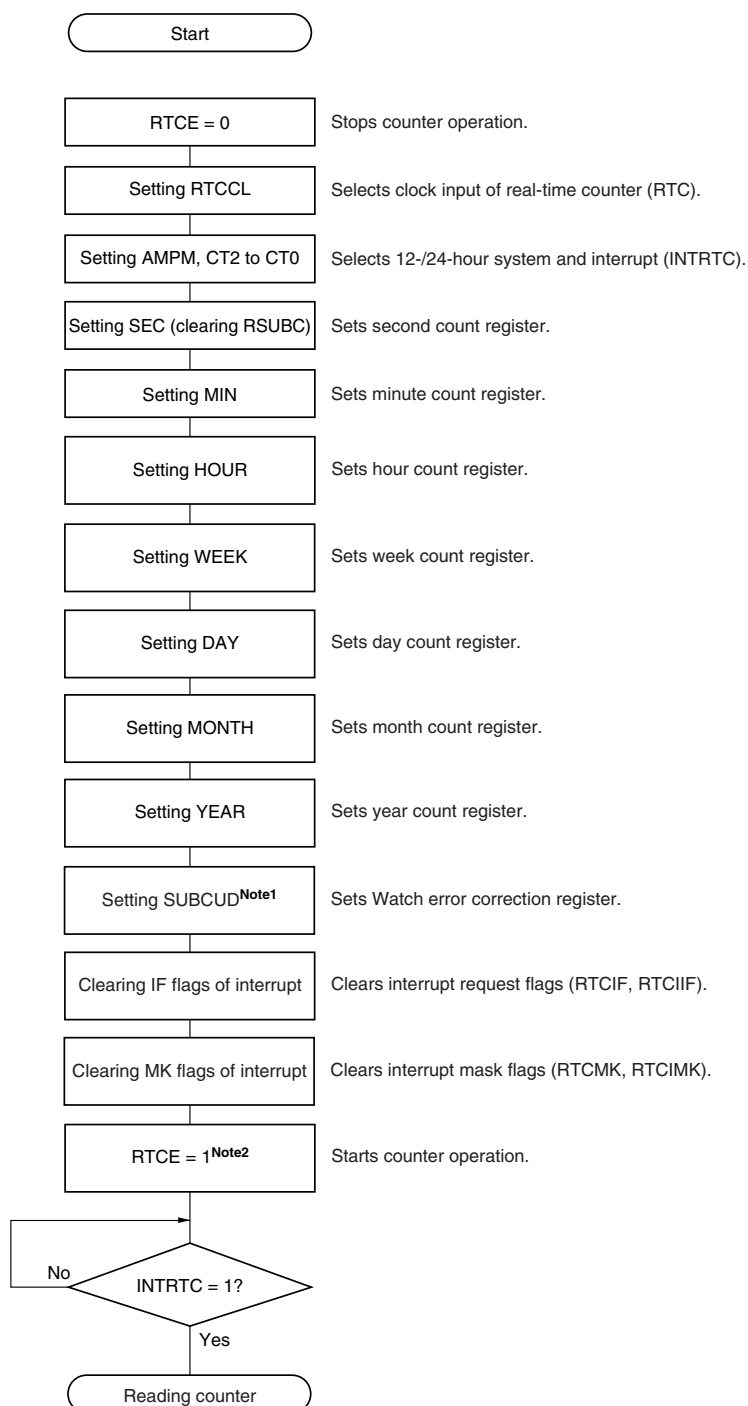 Start
RTCE = 0
Stops counter operation.
Setting RTCCL
Selects clock input of real-time counter (RTC).
Setting AMPM, CT2 to CT0
Selects 12-/24-hour system and interrupt (INTRTC).
Setting SEC (clearing RSUBC)
Sets second count register.
Setting MIN
Sets minute count register.
Setting HOUR
Sets hour count register.
Setting WEEK
Sets week count register.
Setting DAY
Sets day count register.
Setting MONTH
Sets month count register.
Setting YEAR
Sets year count register.
Setting SUBCUDNote1
Sets Watch error correction register.
Clearing IF flags of interrupt
Clears interrupt request flags (RTCIF, RTCIIF).
Clearing MK flags of interrupt
Clears interrupt mask flags (RTCMK, RTCIMK).
RTCE = 1Note2
Starts counter operation.
No
INTRTC = 1?
Yes
Reading counter